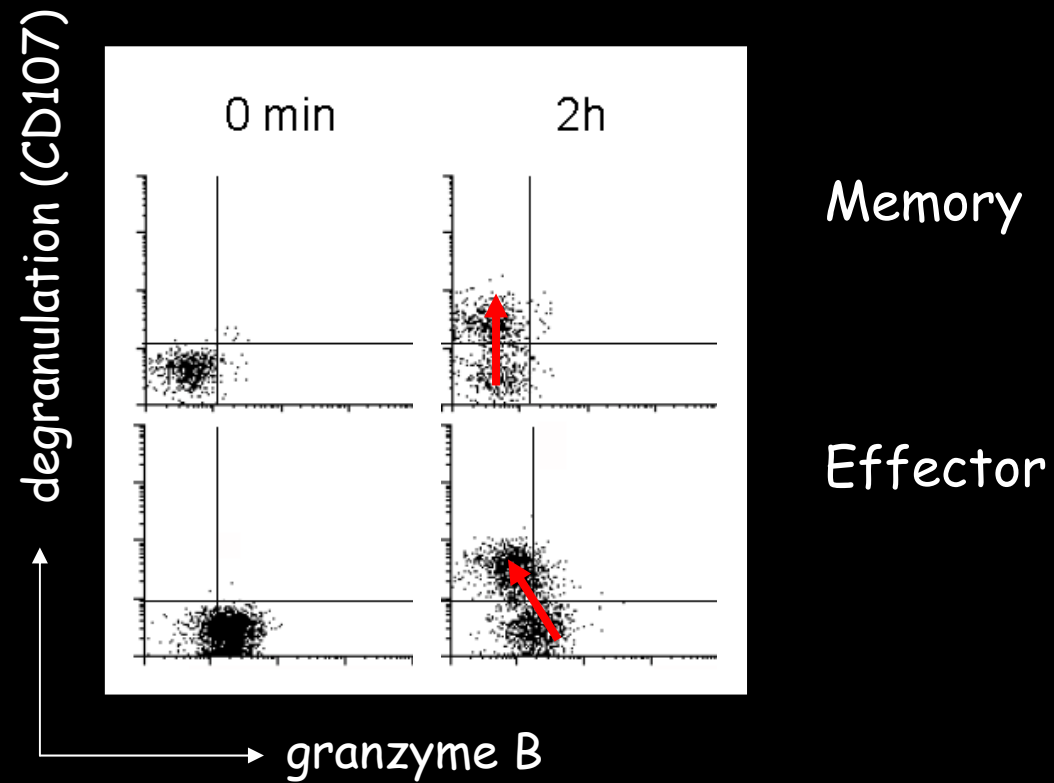 degranulation (CD107)
0 min
2h
Memory
Effector
granzyme B